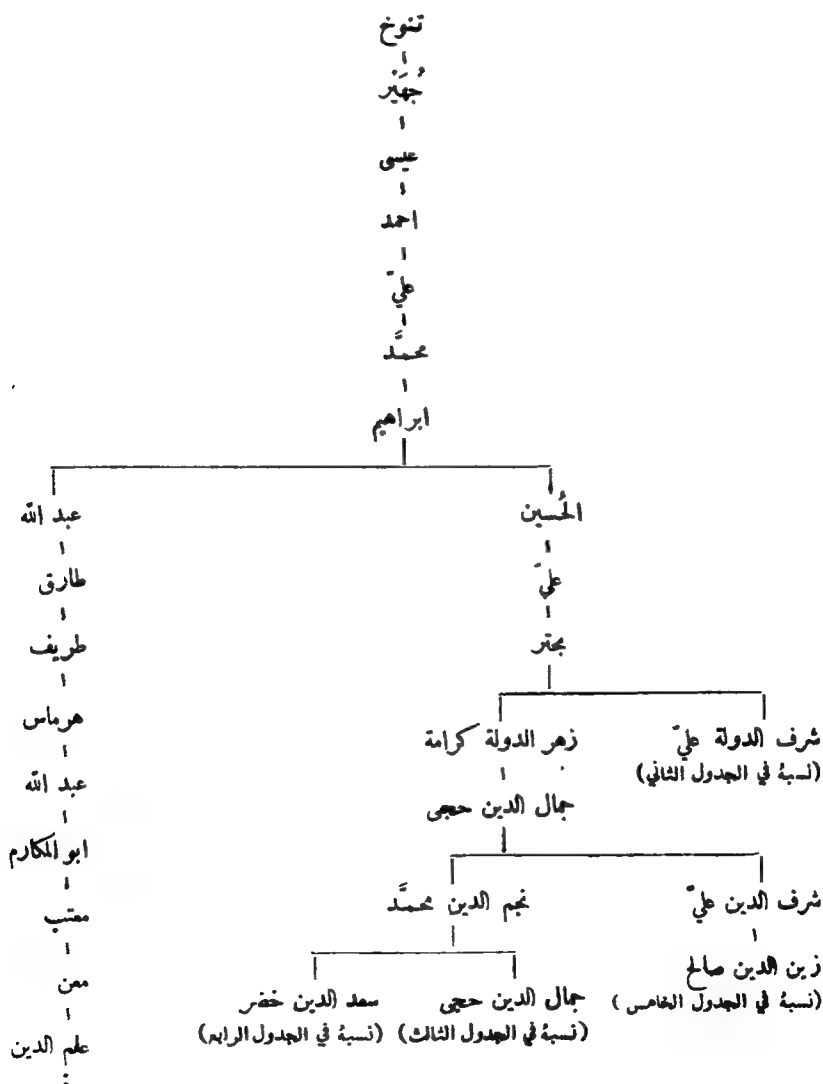 تنوخ
جُهَيْر
عيسى
احمد
عليّ
محمَّد
ابراهيم
الحُسين
عبد الله
عليّ
طارق
بحتر
طريف
هرماس
شرف الدولة عليّ
(نسبهُ في الجدول الثاني)
زهر الدولة كرامة
عبد الله
جمال الدين حجى
ابو المكارم
شرف الدين عليّ
نجم الدين محمَّد
معتب
زين الدين صالح
(نسبهُ في الجدول الخامس)
جمال الدين حجى
(نسبهُ في الجدول الثالث)
سعد الدين خضر
(نسبهُ في الجدول الرابع)
معن
علم الدين